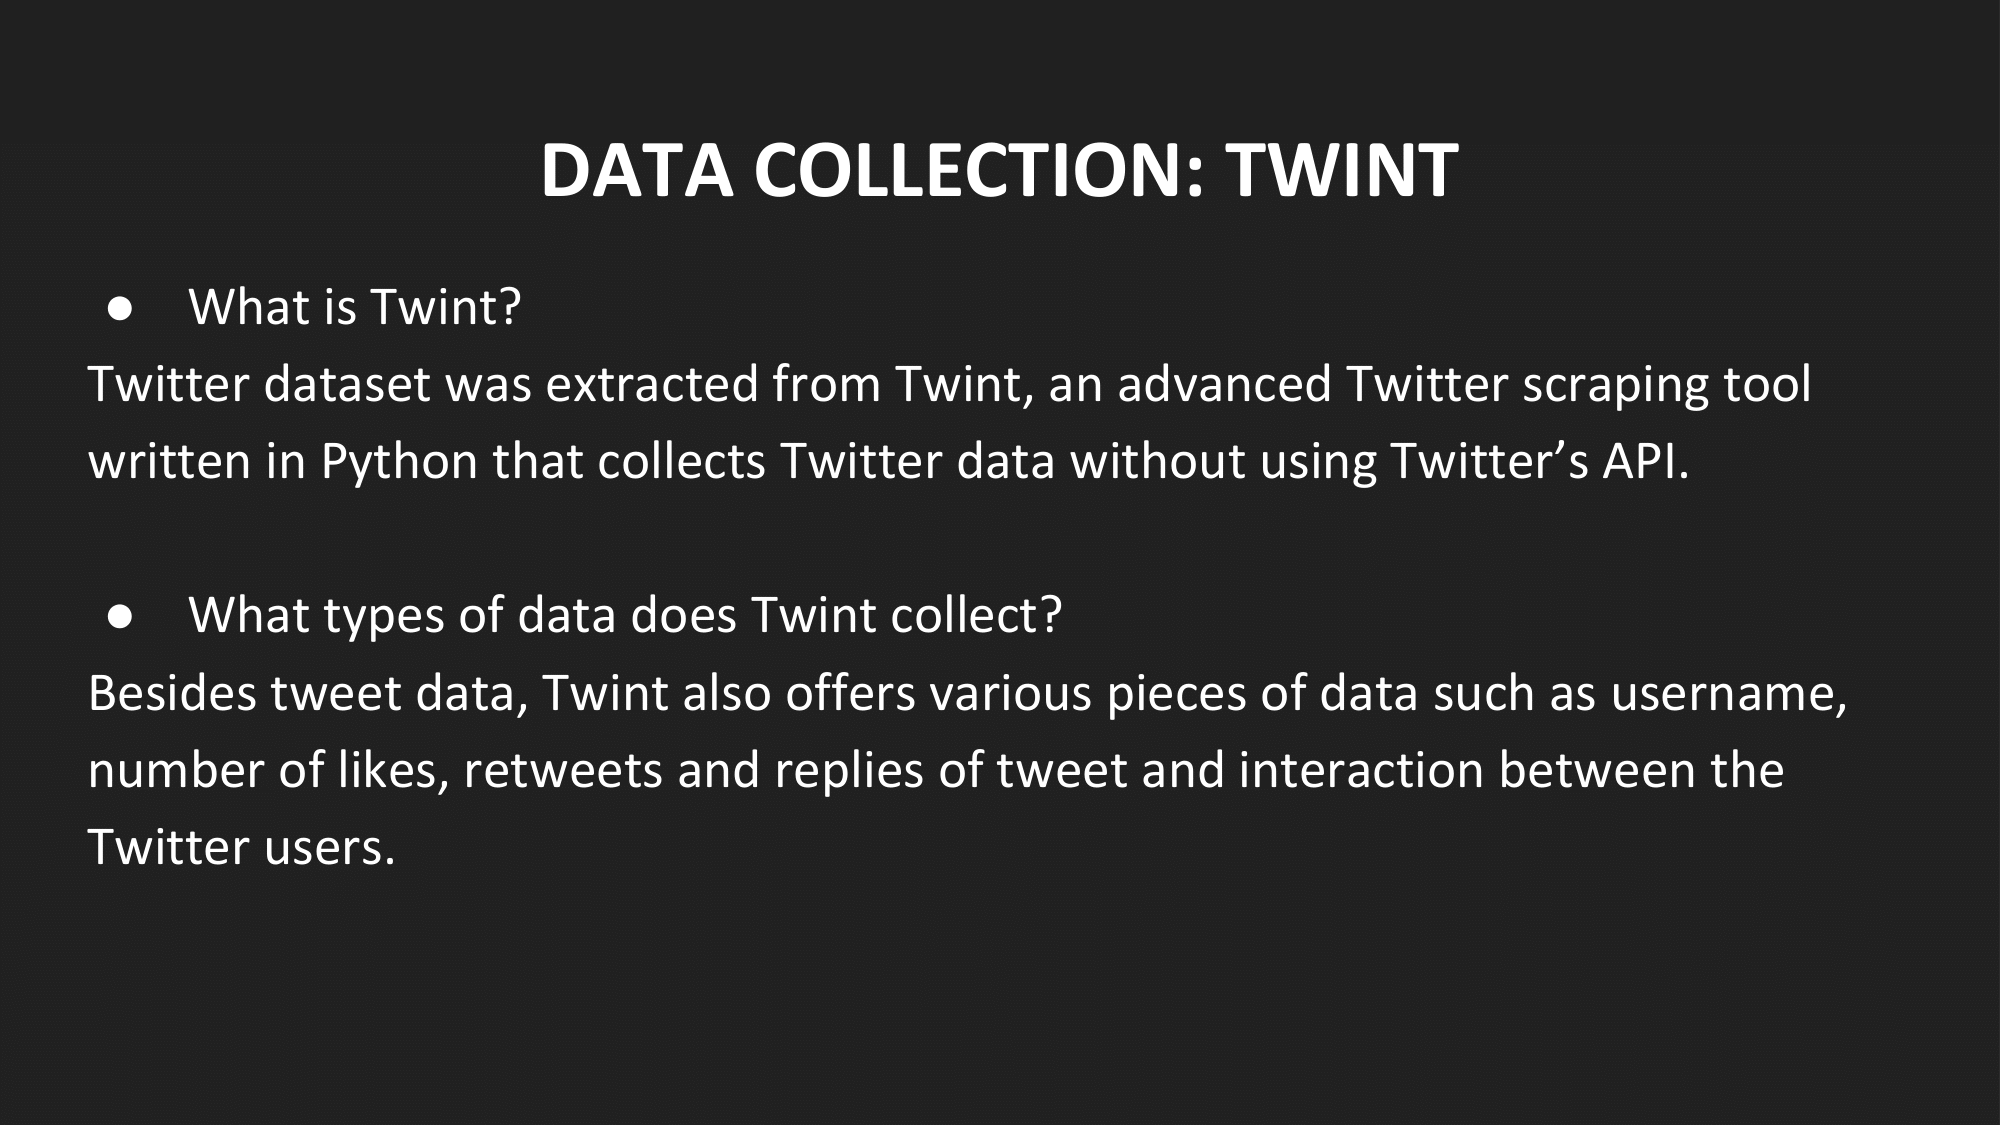 DATA COLLECTION: TWINT
● What is Twint?
Twitter dataset was extracted from Twint, an advanced Twitter scraping tool
written in Python that collects Twitter data without using Twitter’s API.
● What types of data does Twint collect?
Besides tweet data, Twint also offers various pieces of data such as username,
number of likes, retweets and replies of tweet and interaction between the
Twitter users.